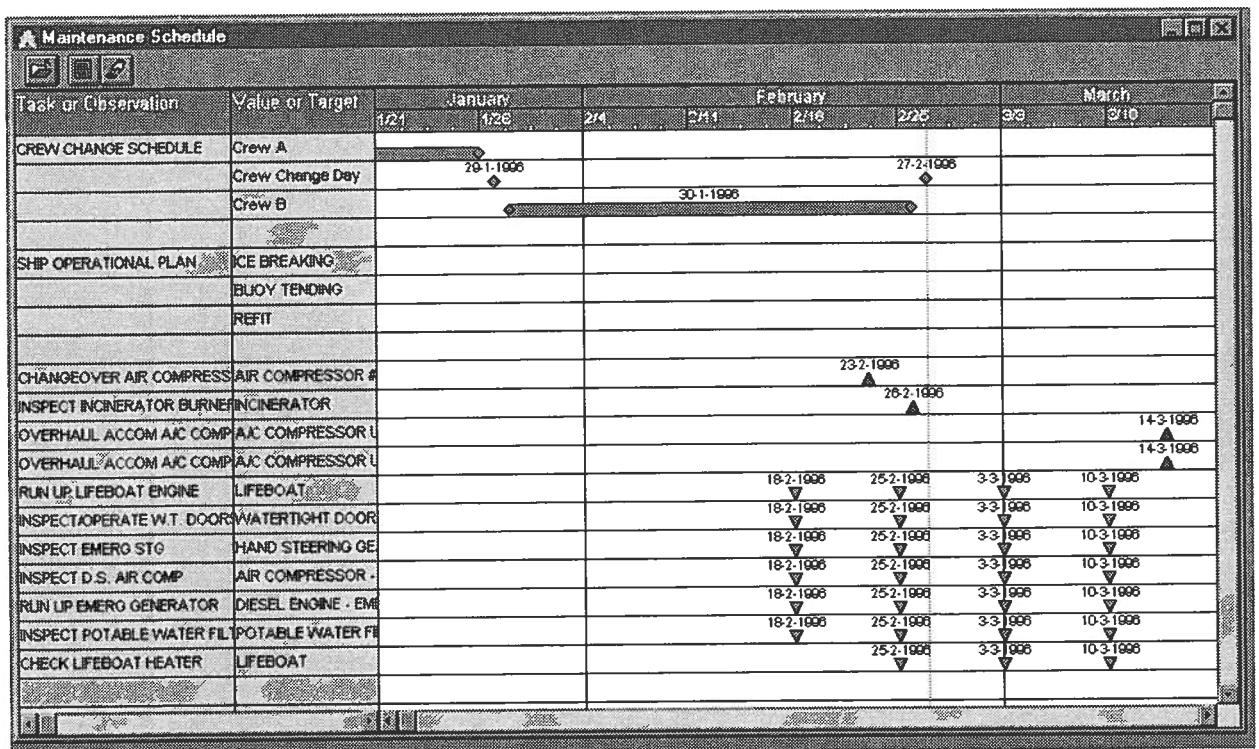 Maintenance Schedule
Task or Observation Value or Target January February March
1/21 1/28 2/4 2/11 2/18 2/25 3/3 3/10
CREW CHANGE SCHEDULE Crew A
Crew Change Day 29-1-1996 27-2-1996
Crew B 30-1-1996
SHIP OPERATIONAL PLAN ICE BREAKING
BUOY TENDING
REFIT
CHANGEOVER AIR COMPRESS AIR COMPRESSOR # 23-2-1996
INSPECT INCINERATOR BURNER INCINERATOR 26-2-1996
OVERHAUL ACCOM A/C COMP A/C COMPRESSOR U 14-3-1996
OVERHAUL ACCOM A/C COMP A/C COMPRESSOR U 14-3-1996
RUN UP LIFEBOAT ENGINE LIFEBOAT 18-2-1996 25-2-1996 3-3-1996 10-3-1996
INSPECT/OPERATE W.T. DOORS WATERTIGHT DOOR 18-2-1996 25-2-1996 3-3-1996 10-3-1996
INSPECT EMERG STG HAND STEERING GE 18-2-1996 25-2-1996 3-3-1996 10-3-1996
INSPECT D.S. AIR COMP AIR COMPRESSOR - 18-2-1996 25-2-1996 3-3-1996 10-3-1996
RUN UP EMERG GENERATOR DIESEL ENGINE - EME 18-2-1996 25-2-1996 3-3-1996 10-3-1996
INSPECT POTABLE WATER FILT POTABLE WATER FI 18-2-1996 25-2-1996 3-3-1996 10-3-1996
CHECK LIFEBOAT HEATER LIFEBOAT 25-2-1996 3-3-1996 10-3-1996